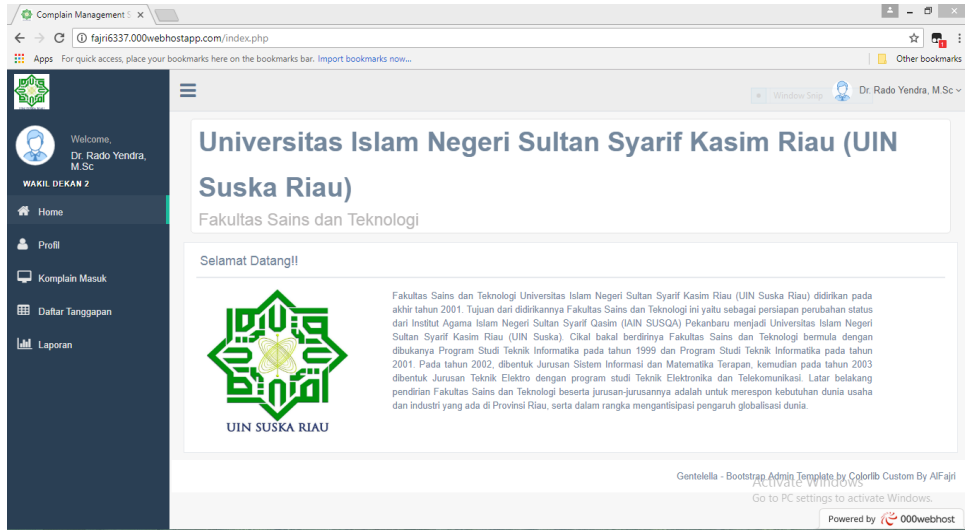 Complain Management S
fajri6337.000webhostapp.com/index.php
Apps For quick access, place your bookmarks here on the bookmarks bar. Import bookmarks now...
Other bookmarks
Window Snip
Dr. Rado Yendra, M.Sc
Welcome,
Dr. Rado Yendra,
M.Sc
WAKIL DEKAN 2
Home
Profil
Komplain Masuk
Daftar Tanggapan
Laporan
Universitas Islam Negeri Sultan Syarif Kasim Riau (UIN
Suska Riau)
Fakultas Sains dan Teknologi
Selamat Datang!!
UIN SUSKA RIAU
Fakultas Sains dan Teknologi Universitas Islam Negeri Sultan Syarif Kasim Riau (UIN Suska Riau) didirikan pada
akhir tahun 2001. Tujuan dari didirikannya Fakultas Sains dan Teknologi ini yaitu sebagai persiapan perubahan status
dari Institut Agama Islam Negeri Sultan Syarif Qasim (IAIN SUSQA) Pekanbaru menjadi Universitas Islam Negeri
Sultan Syarif Kasim Riau (UIN Suska). Cikal bakal berdirinya Fakultas Sains dan Teknologi bermula dengan
dibukanya Program Studi Teknik Informatika pada tahun 1999 dan Program Studi Teknik Informatika pada tahun
2001. Pada tahun 2002, dibentuk Jurusan Sistem Informasi dan Matematika Terapan, kemudian pada tahun 2003
dibentuk Jurusan Teknik Elektro dengan program studi Teknik Elektronika dan Telekomunikasi. Latar belakang
pendirian Fakultas Sains dan Teknologi beserta jurusan-jurusannya adalah untuk merespon kebutuhan dunia usaha
dan industri yang ada di Provinsi Riau, serta dalam rangka mengantisipasi pengaruh globalisasi dunia.
Gentelella - Bootstrap Admin Template by Colorlib Custom By AlFajri
Activate Windows
Go to PC settings to activate Windows.
Powered by 000webhost